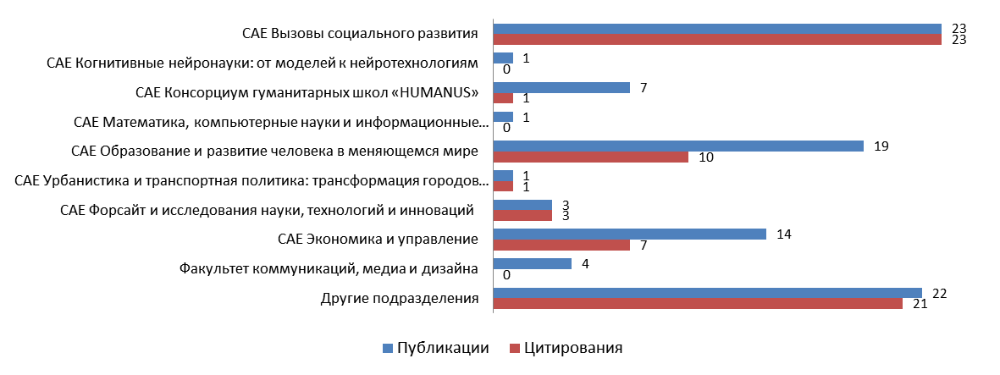 САЕ Вызовы социального развития
23
23
САЕ Когнитивные нейронауки: от моделей к нейротехнологиям
1
0
САЕ Консорциум гуманитарных школ «HUMANUS»
7
1
САЕ Математика, компьютерные науки и информационные...
1
0
САЕ Образование и развитие человека в меняющемся мире
19
10
САЕ Урбанистика и транспортная политика: трансформация городов...
1
1
САЕ Форсайт и исследования науки, технологий и инноваций
3
3
САЕ Экономика и управление
14
7
Факультет коммуникаций, медиа и дизайна
4
0
Другие подразделения
22
21
Публикации
Цитирования